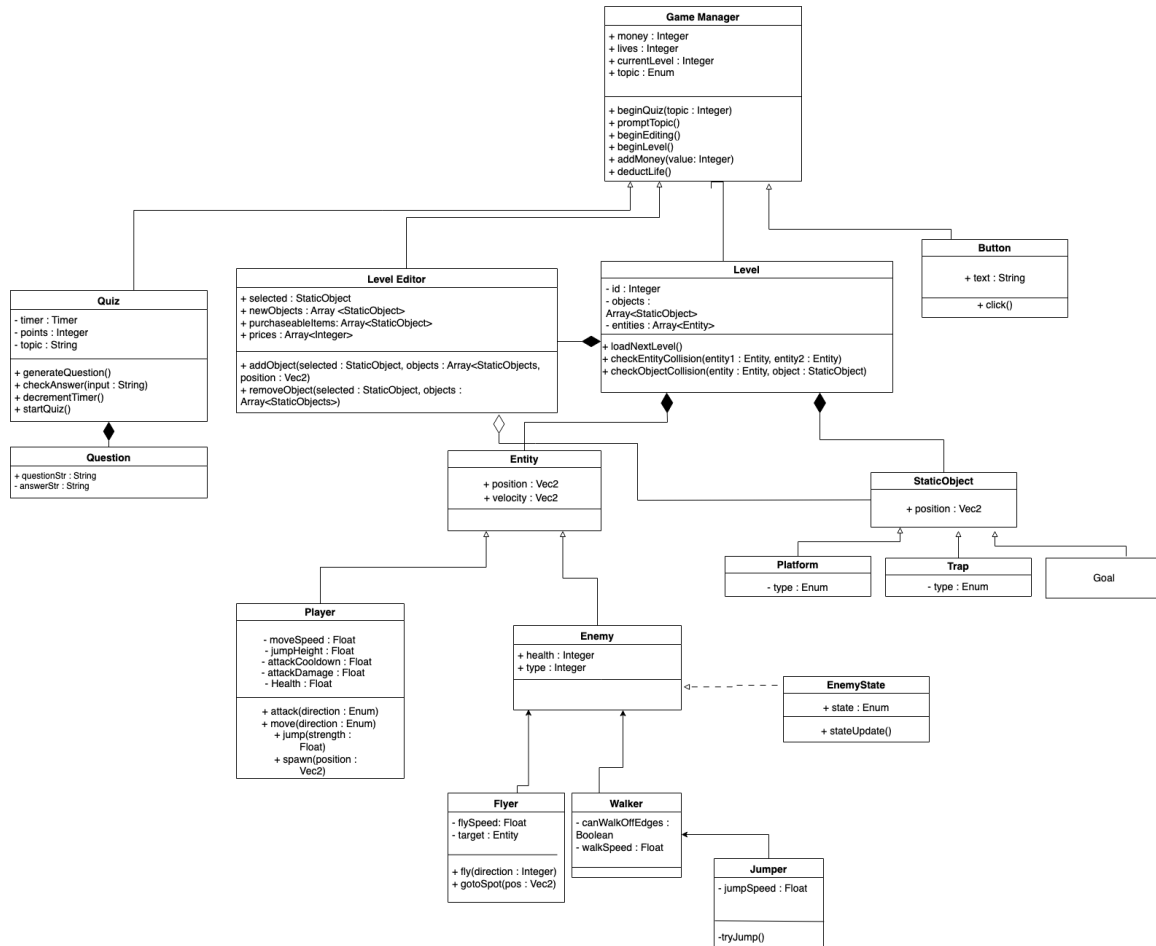 Game Manager
+ money : Integer
+ lives : Integer
+ currentLevel : Integer
+ topic : Enum
+ beginQuiz(topic : Integer)
+ promptTopic()
+ beginEditing()
+ beginLevel()
+ addMoney(value: Integer)
+ deductLife()
Button
+ text : String
+ click()
Level
- id : Integer
- objects :
Array<StaticObject>
- entities : Array<Entity>
+ loadNextLevel()
+ checkEntityCollision(entity1 : Entity, entity2 : Entity)
+ checkObjectCollision(entity : Entity, object : StaticObject)
Level Editor
+ selected : StaticObject
+ newObjects : Array <StaticObject>
+ purchaseableItems: Array<StaticObject>
+ prices : Array<Integer>
+ addObject(selected : StaticObject, objects : Array<StaticObjects,
position : Vec2)
+ removeObject(selected : StaticObject, objects :
Array<StaticObjects>)
Quiz
- timer : Timer
- points : Integer
- topic : String
+ generateQuestion()
+ checkAnswer(input : String)
+ decrementTimer()
+ startQuiz()
Question
+ questionStr : String
- answerStr : String
Entity
+ position : Vec2
+ velocity : Vec2
StaticObject
+ position : Vec2
Platform
- type : Enum
Trap
- type : Enum
Goal
Player
- moveSpeed : Float
- jumpHeight : Float
- attackCooldown : Float
- attackDamage : Float
- Health : Float
+ attack(direction : Enum)
+ move(direction : Enum)
+ jump(strength :
Float)
+ spawn(position :
Vec2)
Enemy
+ health : Integer
+ type : Integer
EnemyState
+ state : Enum
+ stateUpdate()
Flyer
- flySpeed: Float
- target : Entity
+ fly(direction : Integer)
+ gotoSpot(pos : Vec2)
Walker
- canWalkOffEdges :
Boolean
- walkSpeed : Float
Jumper
- jumpSpeed : Float
-tryJump()